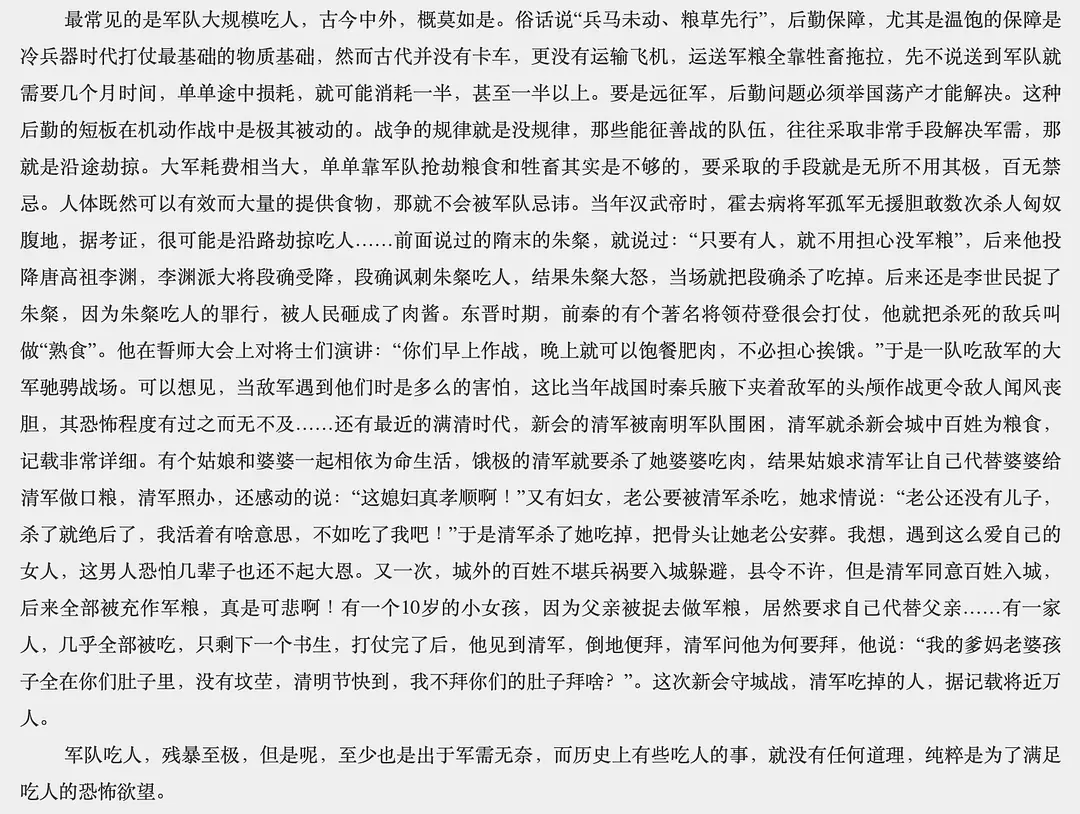 最常见的是军队大规模吃人，古今中外，概莫如是。俗话说“兵马未动、粮草先行”，后勤保障，尤其是温饱的保障是
冷兵器时代打仗最基础的物质基础，然而古代并没有卡车，更没有运输飞机，运送军粮全靠牲畜拖拉，先不说送到军队就
需要几个月时间，单单途中损耗，就可能消耗一半，甚至一半以上。要是远征军，后勤问题必须举国荡产才能解决。这种
后勤的短板在机动作战中是极其被动的。战争的规律就是没规律，那些能征善战的队伍，往往采取非常手段解决军需，那
就是沿途劫掠。大军耗费相当大，单单靠军队抢劫粮食和牲畜其实是不够的，要采取的手段就是无所不用其极，百无禁
忌。人体既然可以有效而大量的提供食物，那就不会被军队忌讳。当年汉武帝时，霍去病将军孤军无援胆敢数次杀人匈奴
腹地，据考证，很可能是沿路劫掠吃人……前面说过的隋末的朱粲，就说过：“只要有人，就不用担心没军粮”，后来他投
降唐高祖李渊，李渊派大将段确受降，段确讽刺朱粲吃人，结果朱粲大怒，当场就把段确杀了吃掉。后来还是李世民捉了
朱粲，因为朱粲吃人的罪行，被人民砸成了肉酱。东晋时期，前秦的有个著名将领苻登很会打仗，他就把杀死的敌兵叫
做“熟食”。他在誓师大会上对将士们演讲：“你们早上作战，晚上就可以饱餐肥肉，不必担心挨饿。”于是一队吃敌军的大
军驰骋战场。可以想见，当敌军遇到他们时是多么的害怕，这比当年战国时秦兵腋下夹着敌军的头颅作战更令敌人闻风丧
胆，其恐怖程度有过之而无不及……还有最近的满清时代，新会的清军被南明军队围困，清军就杀新会城中百姓为粮食，
记载非常详细。有个姑娘和婆婆一起相依为命生活，饿极的清军就要杀了她婆婆吃肉，结果姑娘求清军让自己代替婆婆给
清军做口粮，清军照办，还感动的说：“这媳妇真孝顺啊！”又有妇女，老公要被清军杀吃，她求情说：“老公还没有儿子，
杀了就绝后了，我活着有啥意思，不如吃了我吧！”于是清军杀了她吃掉，把骨头让她老公安葬。我想，遇到这么爱自己的
女人，这男人恐怕几辈子也还不起大恩。又一次，城外的百姓不堪兵祸要入城躲避，县令不许，但是清军同意百姓入城，
后来全部被充作军粮，真是可悲啊！有一个10岁的小女孩，因为父亲被捉去做军粮，居然要求自己代替父亲……有一家
人，几乎全部被吃，只剩下一个书生，打仗完了后，他见到清军，倒地便拜，清军问他为何要拜，他说：“我的爹妈老婆孩
子全在你们肚子里，没有坟茔，清明节快到，我不拜你们的肚子拜啥？”。这次新会守城战，清军吃掉的人，据记载将近万
人。
军队吃人，残暴至极，但是呢，至少也是出于军需无奈，而历史上有些吃人的事，就没有任何道理，纯粹是为了满足
吃人的恐怖欲望。